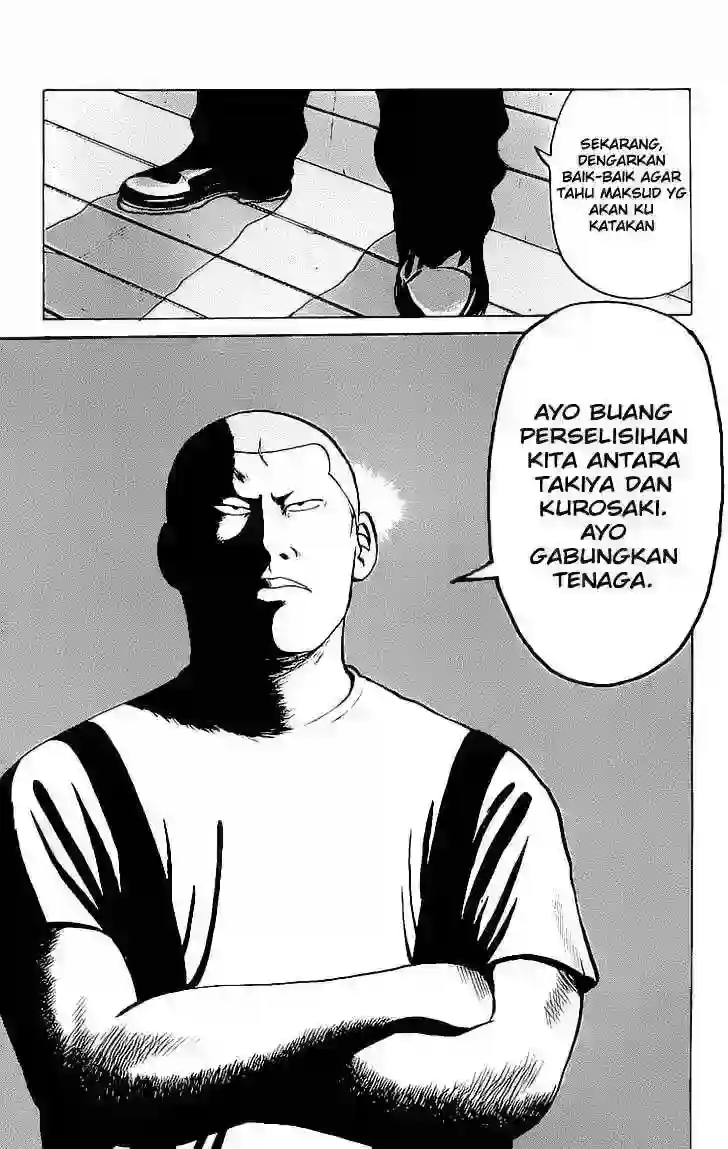 SEKARANG,
DENGARKAN
BAIK-BAIK AGAR
TAHU MAKSUD YG
AKAN KU
KATAKAN
AYO BUANG
PERSELISIHAN
KITA ANTARA
TAKIYA DAN
KUROSAKI.
AYO
GABUNGKAN
TENAGA.